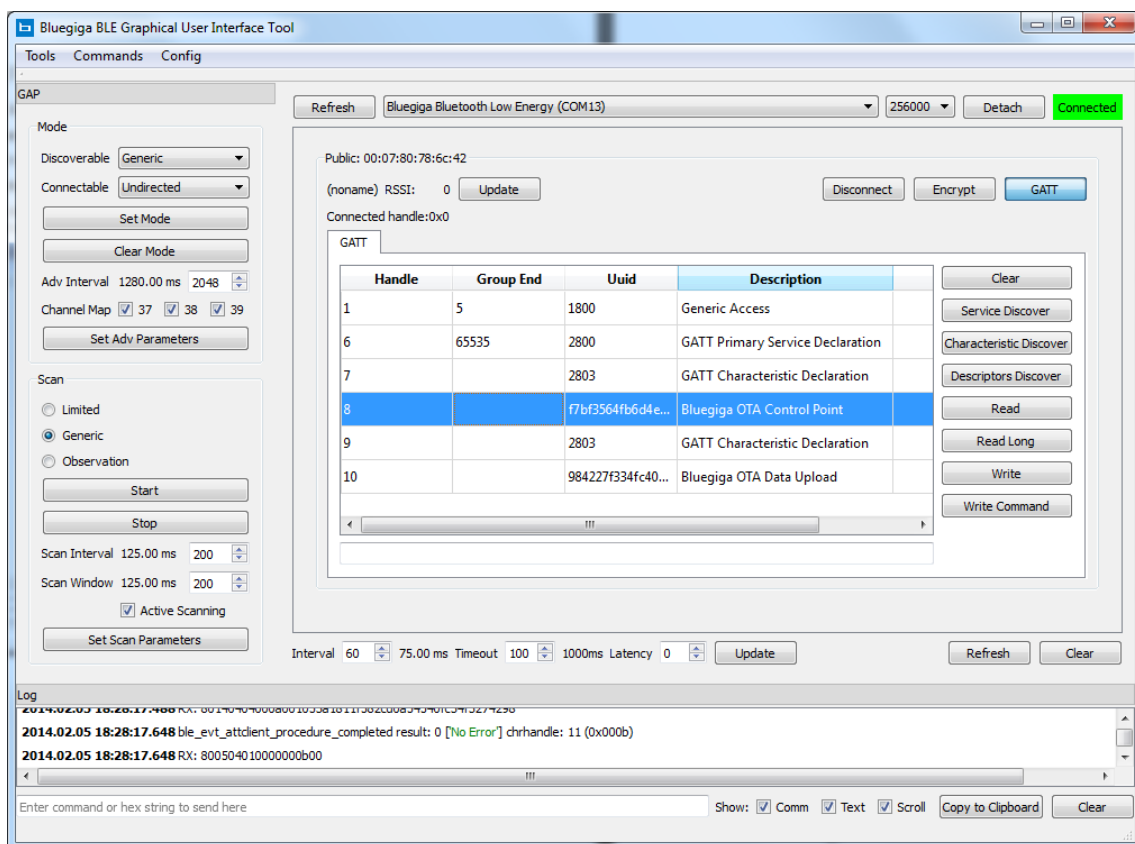 Bluegiga BLE Graphical User Interface Tool
Tools Commands Config
GAP
Mode
Discoverable Generic
Connectable Undirected
Set Mode
Clear Mode
Adv Interval 1280.00 ms 2048
Channel Map 37 38 39
Set Adv Parameters
Scan
Limited
Generic
Observation
Start
Stop
Scan Interval 125.00 ms 200
Scan Window 125.00 ms 200
Active Scanning
Set Scan Parameters
Refresh Bluegiga Bluetooth Low Energy (COM13) 256000 Detach Connected
Public: 00:07:80:78:6c:42
(noname) RSSI: 0 Update Disconnect Encrypt GATT
Connected handle:0x0
GATT
Handle Group End Uuid Description
1 5 1800 Generic Access
6 65535 2800 GATT Primary Service Declaration
7 2803 GATT Characteristic Declaration
8 f7bf3564fb6d4e... Bluegiga OTA Control Point
9 2803 GATT Characteristic Declaration
10 984227f334fc40... Bluegiga OTA Data Upload
Clear
Service Discover
Characteristic Discover
Descriptors Discover
Read
Read Long
Write
Write Command
Interval 60 75.00 ms Timeout 100 1000ms Latency 0 Update Refresh Clear
Log
2014.02.05 18:28:17.648 ble_evt_attclient_procedure_completed result: 0 ['No Error'] chrhandle: 11 (0x000b)
2014.02.05 18:28:17.648 RX: 800504010000000b00
Enter command or hex string to send here Show: Comm Text Scroll Copy to Clipboard Clear